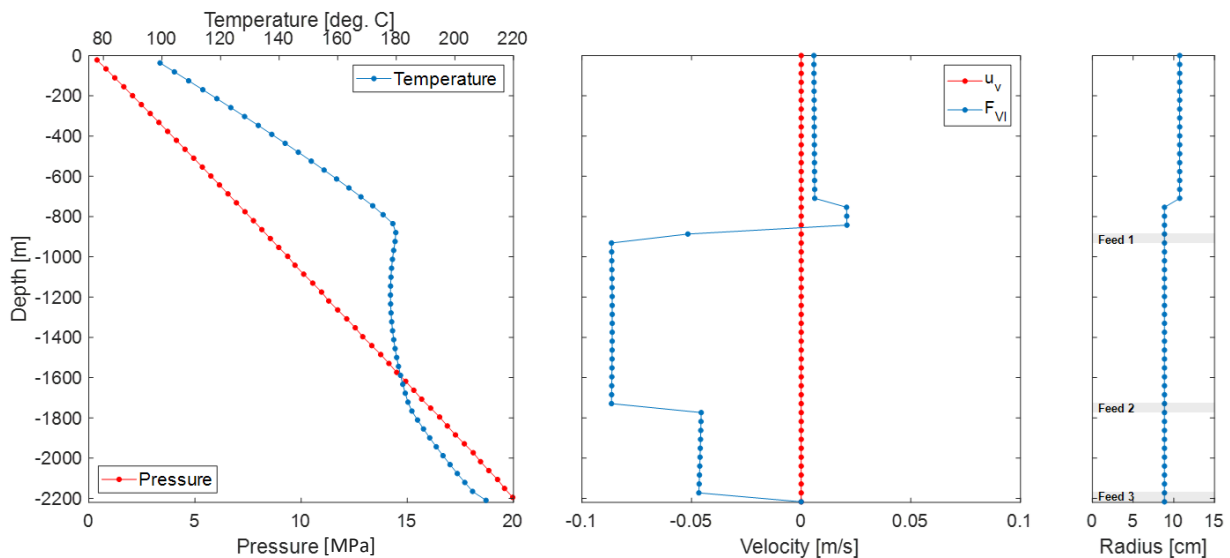 Temperature [deg. C]
80 100 120 140 160 180 200 220
0
-200
-400
-600
-800
-1000
-1200
-1400
-1600
-1800
-2000
-2200
Depth [m]
Temperature
Pressure
0 5 10 15 20
Pressure [MPa]
u_v
F_Vl
-0.1 -0.05 0 0.05 0.1
Velocity [m/s]
Feed 1
Feed 2
Feed 3
0 5 10 15
Radius [cm]